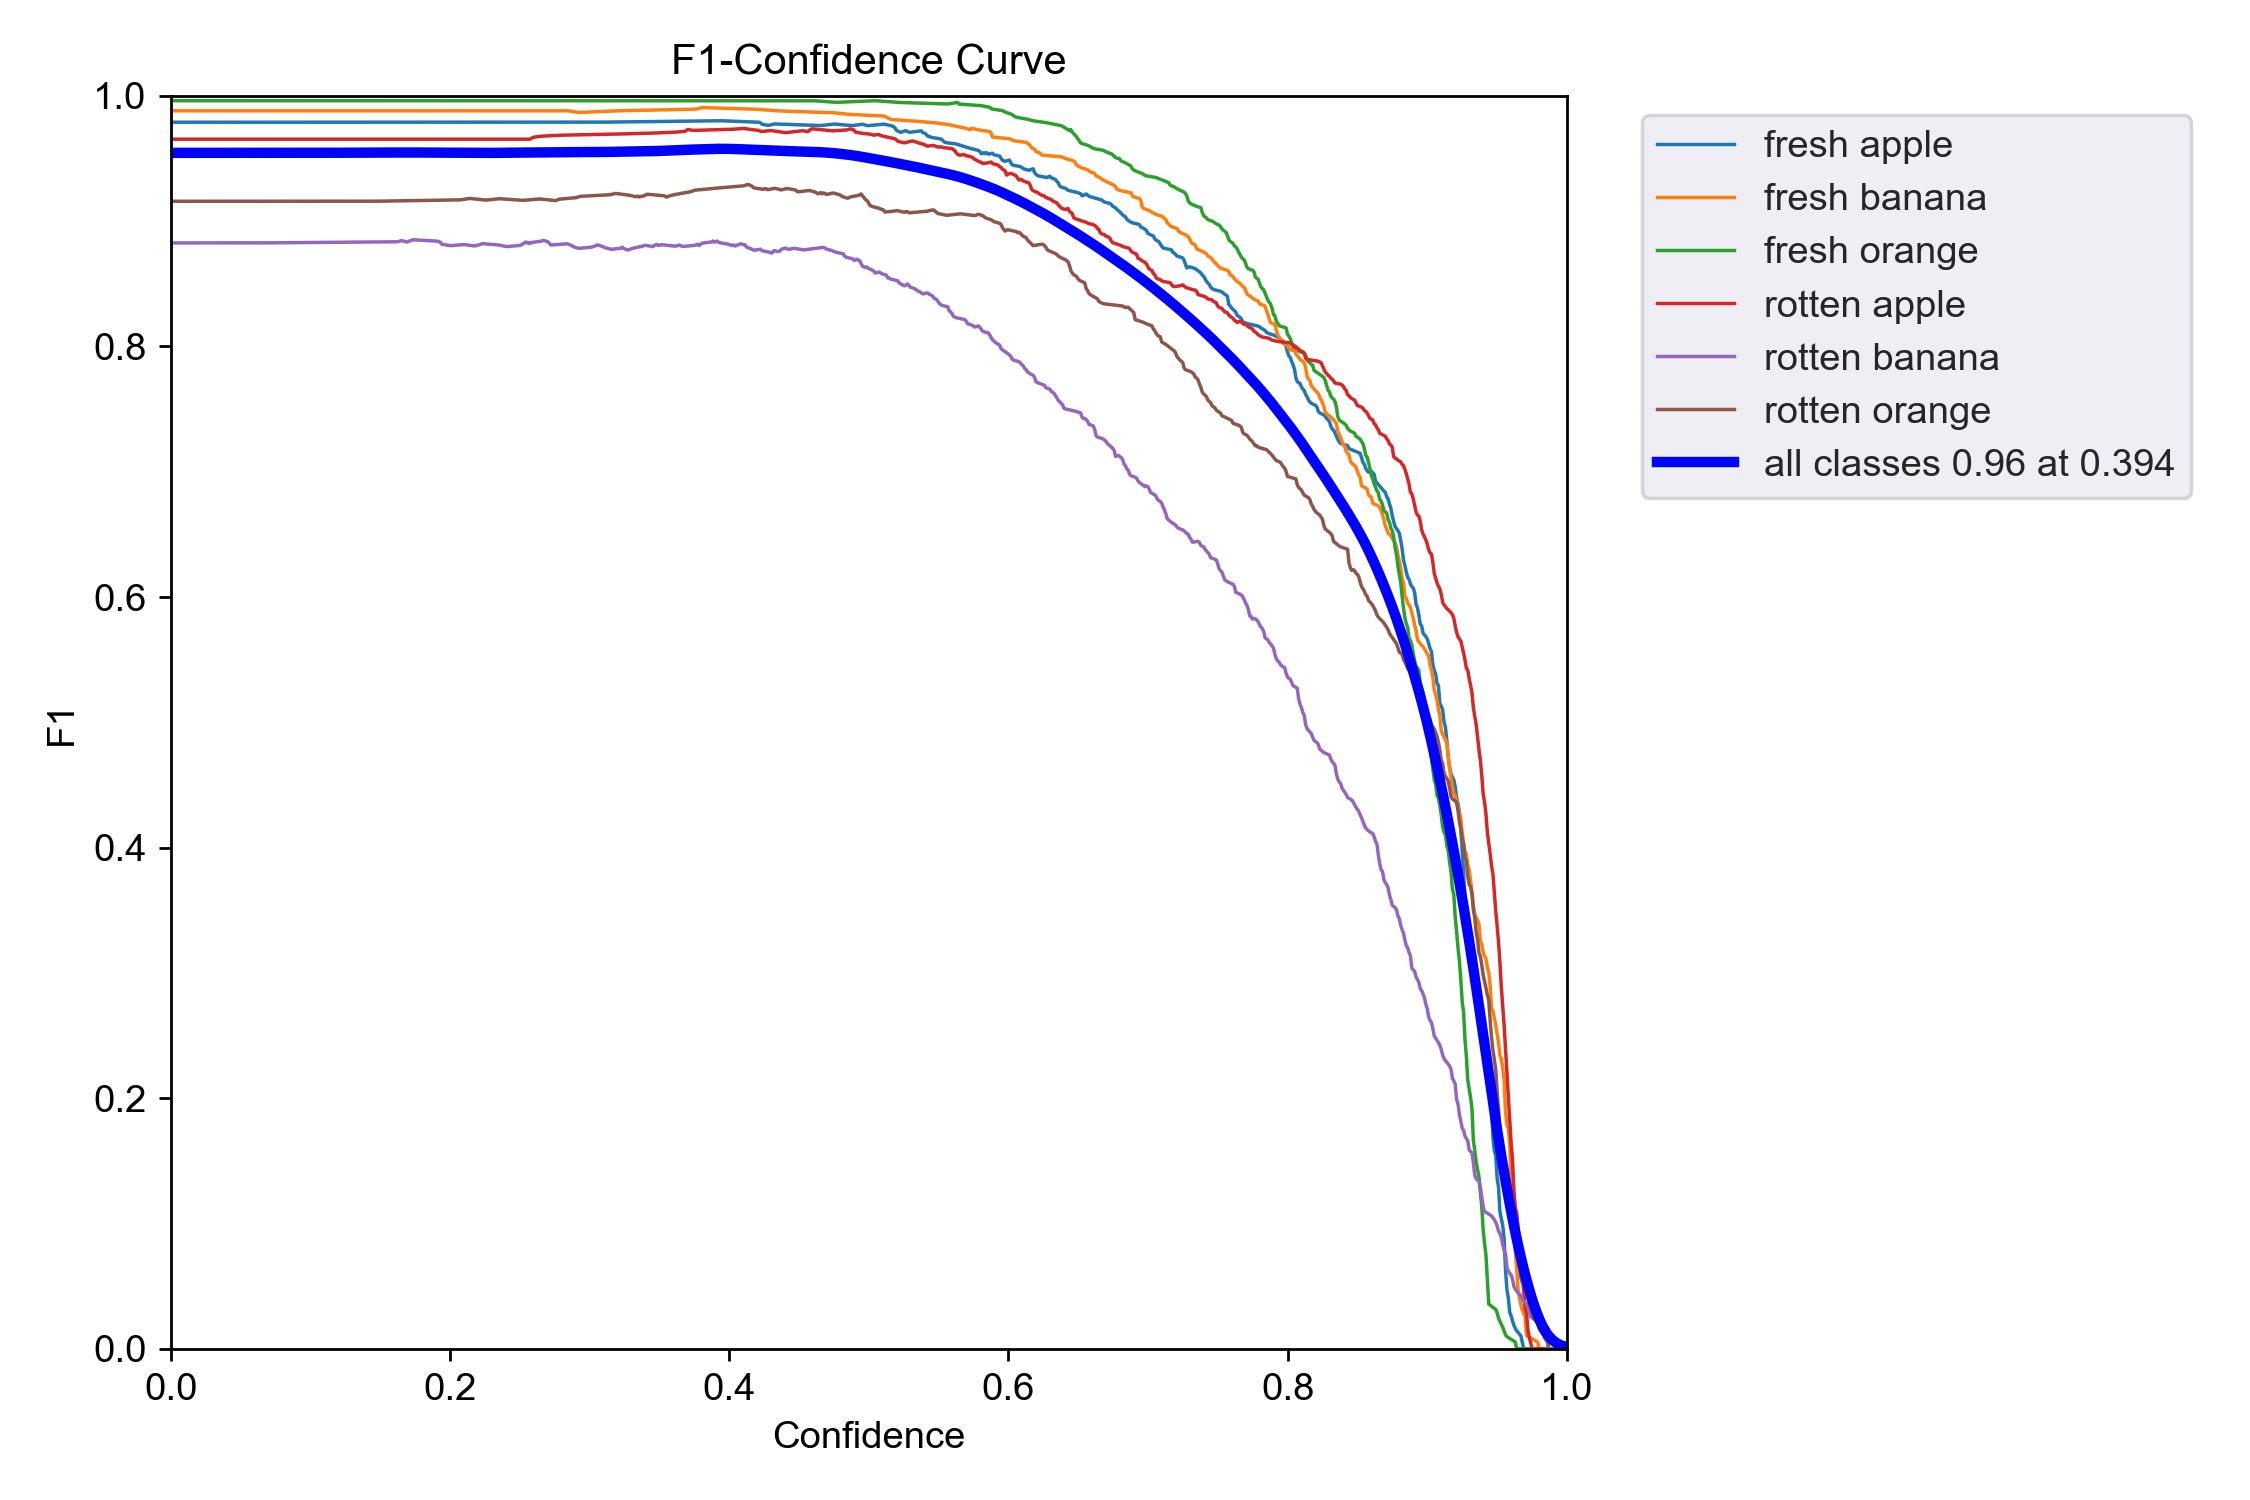 F1-Confidence Curve
1.0
0.8
0.6
0.4
0.2
0.0
F1
0.0 0.2 0.4 0.6 0.8 1.0
Confidence
fresh apple
fresh banana
fresh orange
rotten apple
rotten banana
rotten orange
all classes 0.96 at 0.394